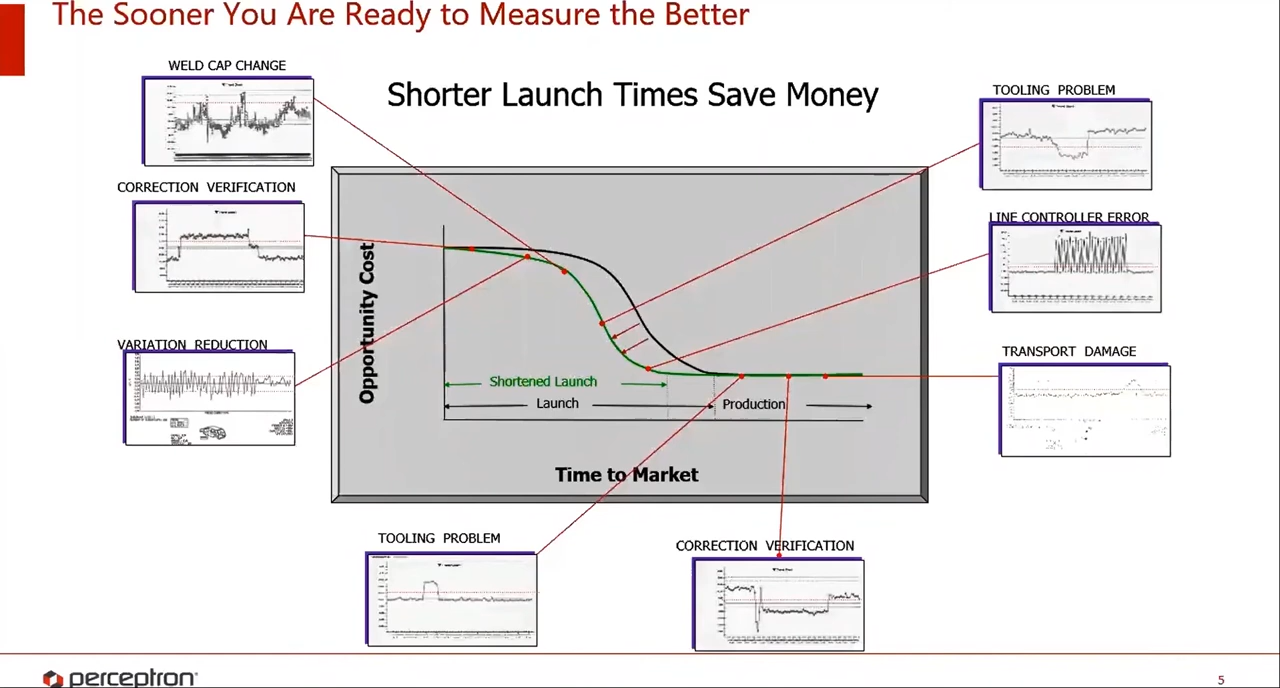 The Sooner You Are Ready to Measure the Better
Shorter Launch Times Save Money
WELD CAP CHANGE
CORRECTION VERIFICATION
VARIATION REDUCTION
TOOLING PROBLEM
LINE CONTROLLER ERROR
TRANSPORT DAMAGE
Opportunity Cost
Shortened Launch
Launch
Production
Time to Market
TOOLING PROBLEM
CORRECTION VERIFICATION
perceptron
5